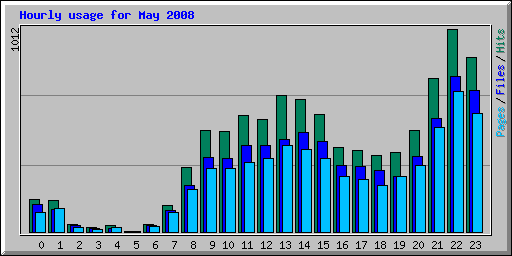 Hourly usage for May 2008
1012
Pages/Files/Hits
0 1 2 3 4 5 6 7 8 9 10 11 12 13 14 15 16 17 18 19 20 21 22 23